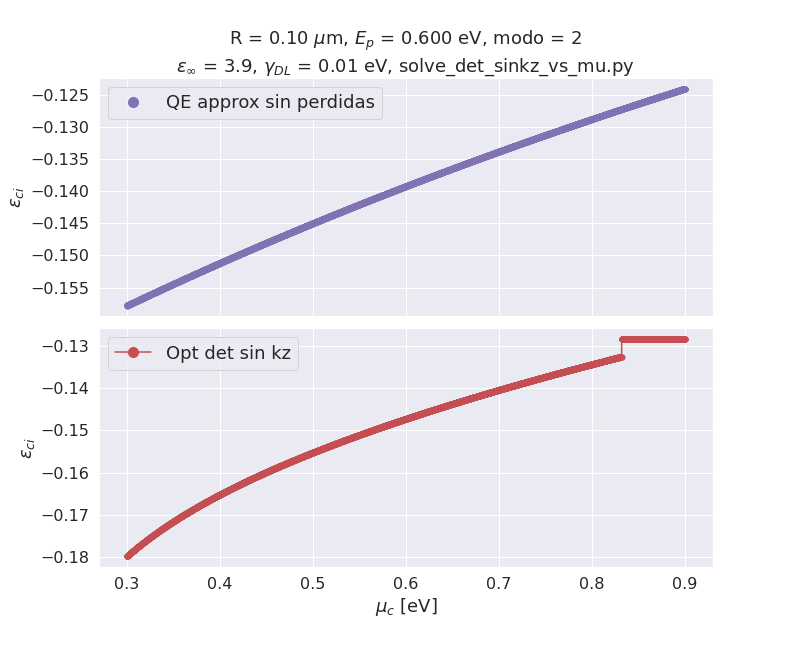 R = 0.10 μm, E_p = 0.600 eV, modo = 2
ε_∞ = 3.9, γ_DL = 0.01 eV, solve_det_sinkz_vs_mu.py
QE approx sin perdidas
−0.125
−0.130
−0.135
−0.140
−0.145
−0.150
−0.155
ε_ci
Opt det sin kz
−0.13
−0.14
−0.15
−0.16
−0.17
−0.18
ε_ci
0.3 0.4 0.5 0.6 0.7 0.8 0.9
μ_c [eV]